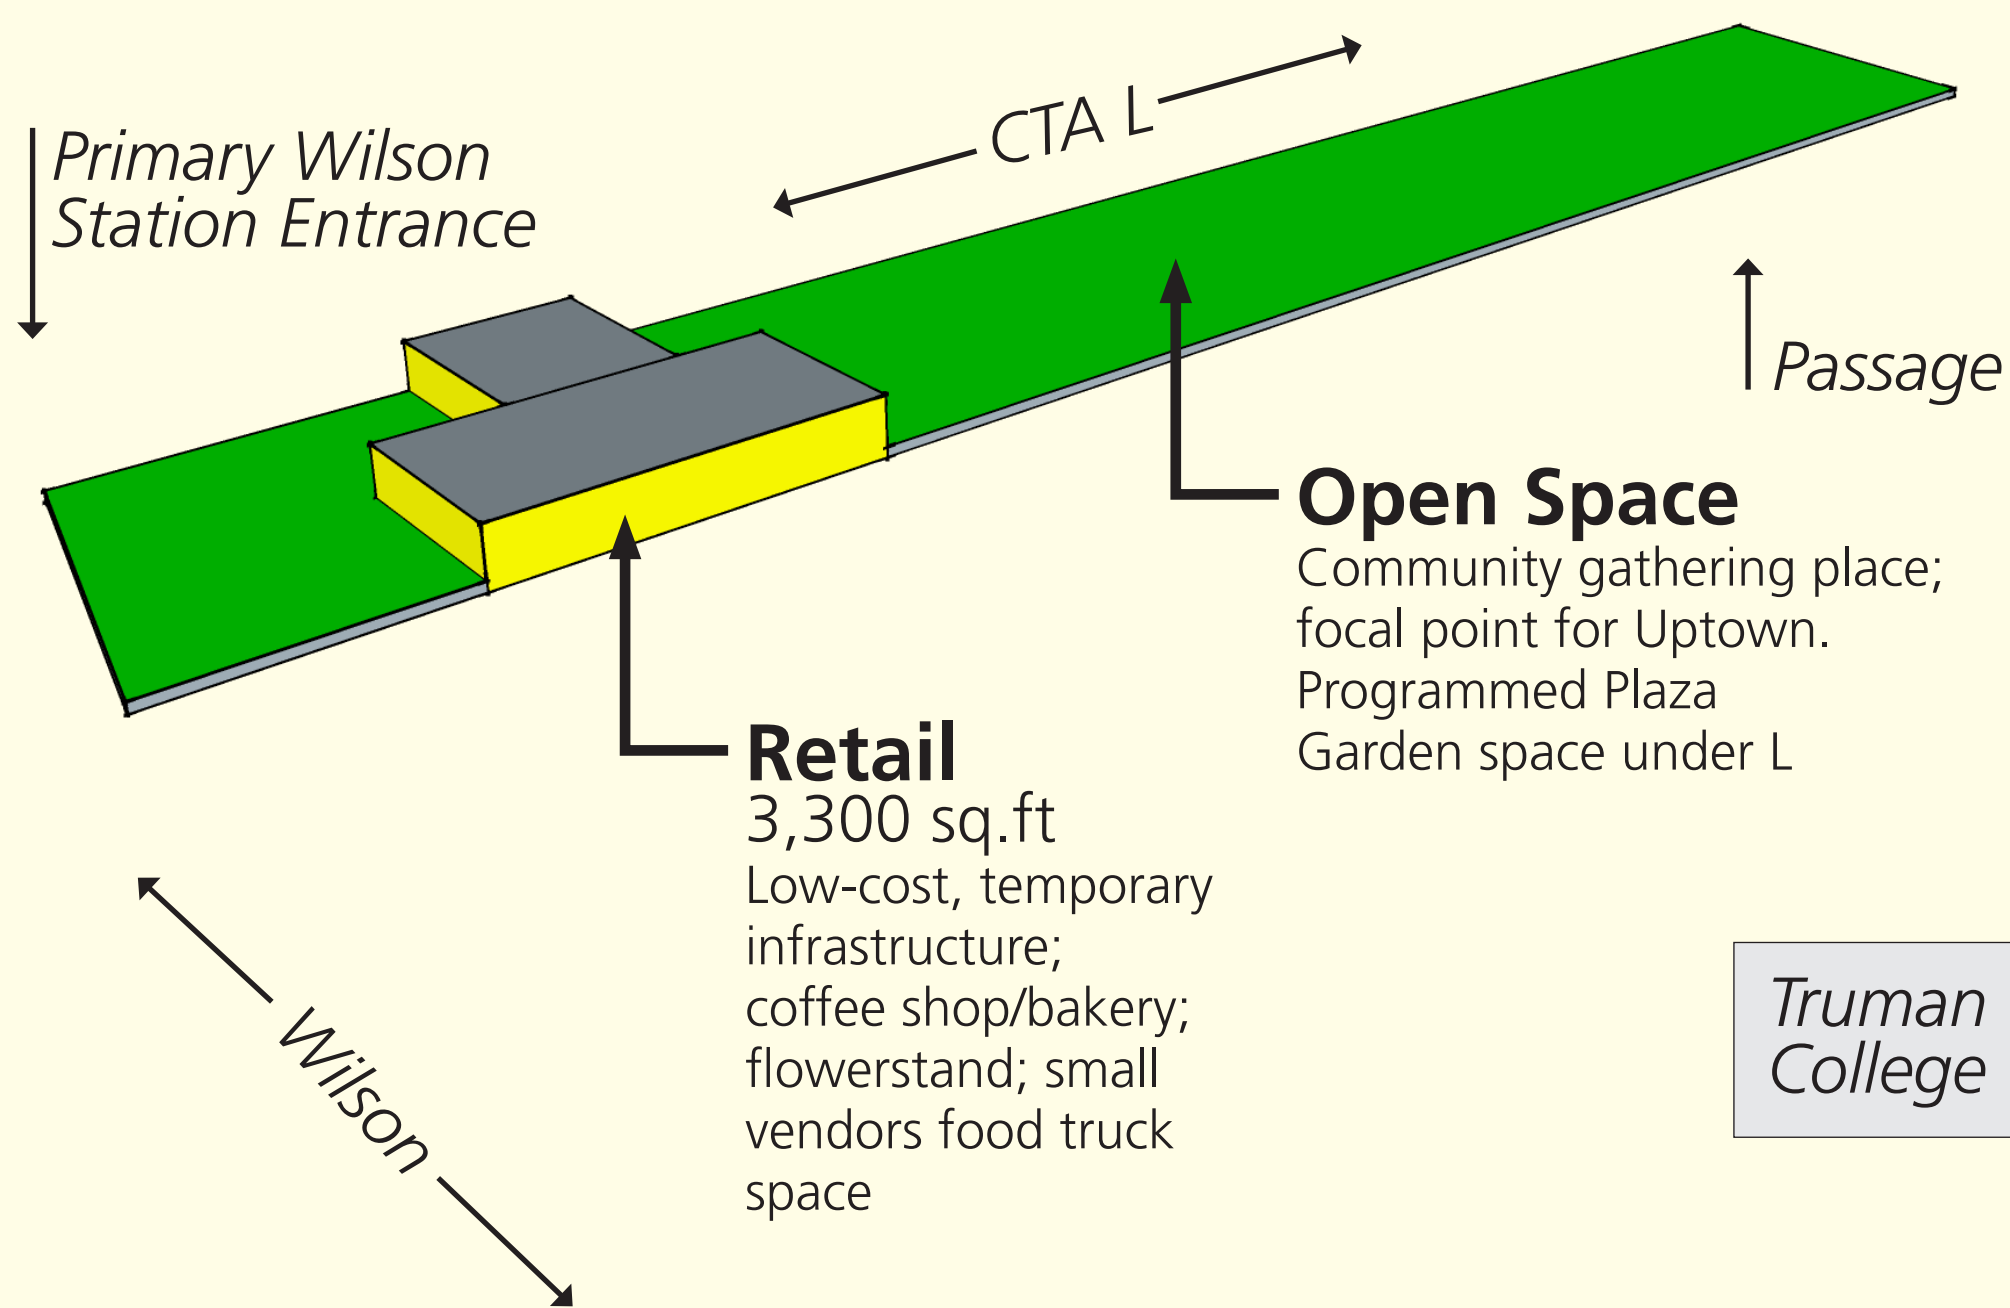 CTA L
Primary Wilson
Station Entrance
Passage
Open Space
Community gathering place;
focal point for Uptown.
Programmed Plaza
Garden space under L
Retail
3,300 sq.ft
Low-cost, temporary
infrastructure;
coffee shop/bakery;
flowerstand; small
vendors food truck
space
Wilson
Truman
College